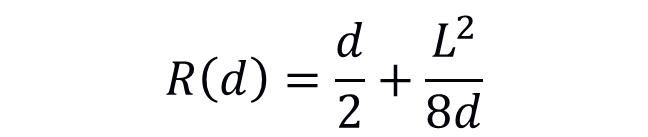 R(d) = d/2 + L²/8d